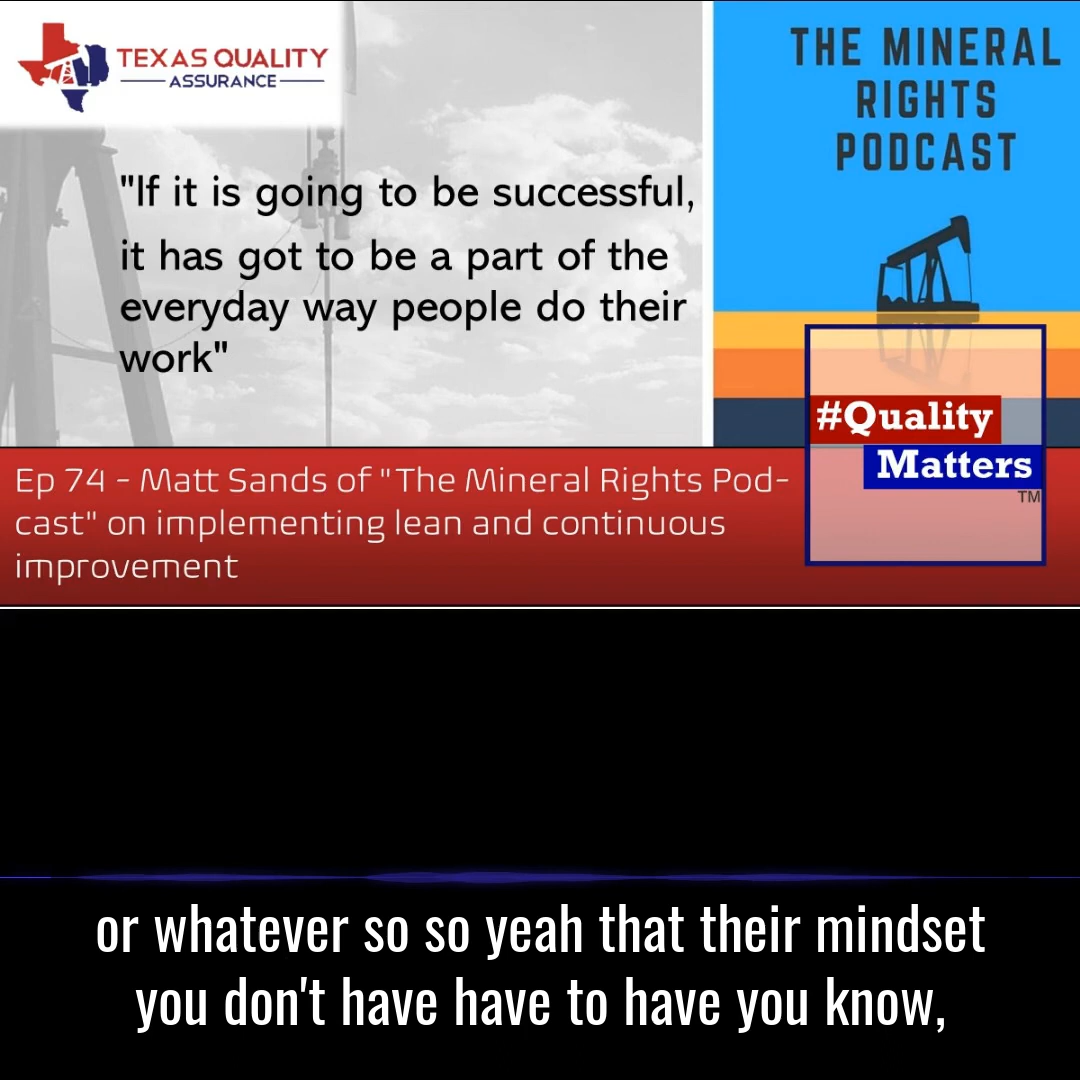 TEXAS QUALITY
ASSURANCE
THE MINERAL
RIGHTS
PODCAST
"If it is going to be successful,
it has got to be a part of the
everyday way people do their
work"
#Quality
Matters
TM
Ep 74 - Matt Sands of "The Mineral Rights Pod-
cast" on implementing lean and continuous
improvement
or whatever so so yeah that their mindset
you don't have have to have you know,